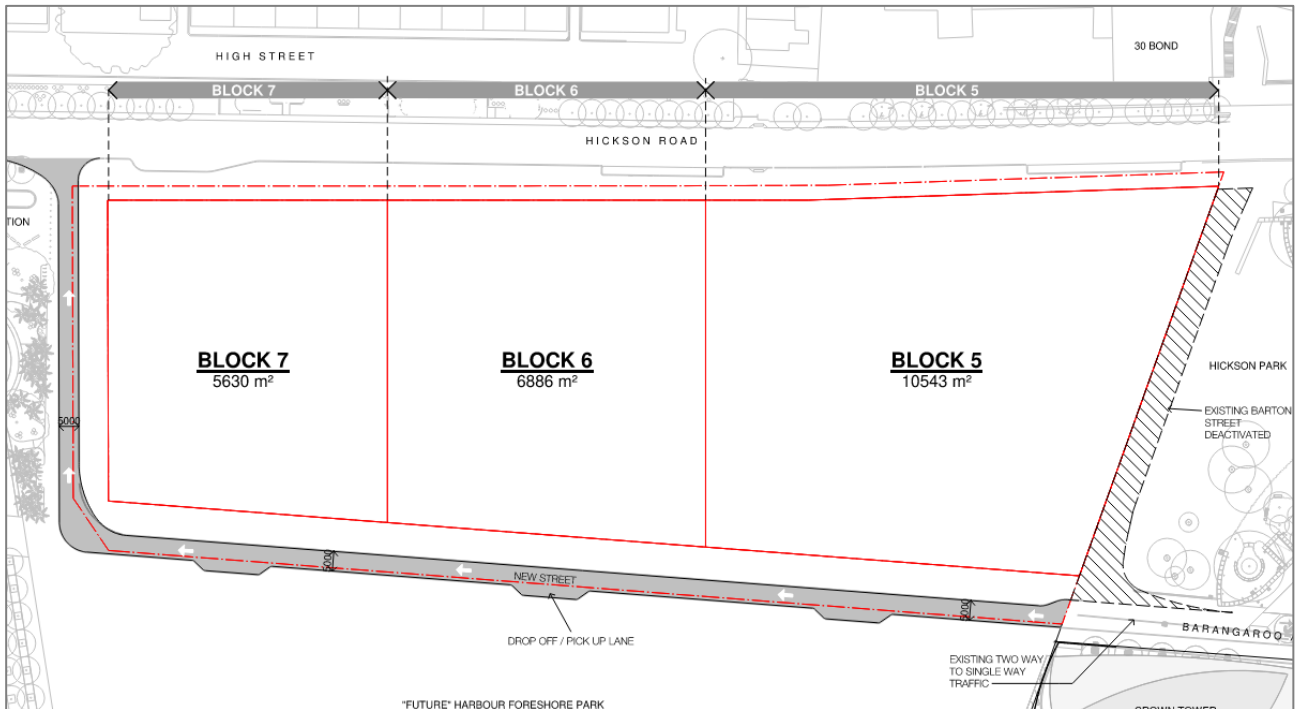 HIGH STREET
30 BOND
BLOCK 7
BLOCK 6
BLOCK 5
HICKSON ROAD
TION
BLOCK 7
5630 m²
BLOCK 6
6886 m²
BLOCK 5
10543 m²
HICKSON PARK
EXISTING BARTON
STREET
DEACTIVATED
5000
5000
NEW STREET
5000
DROP OFF / PICK UP LANE
BARANGAROO
EXISTING TWO WAY
TO SINGLE WAY
TRAFFIC
"FUTURE" HARBOUR FORESHORE PARK
CROWN TOWER